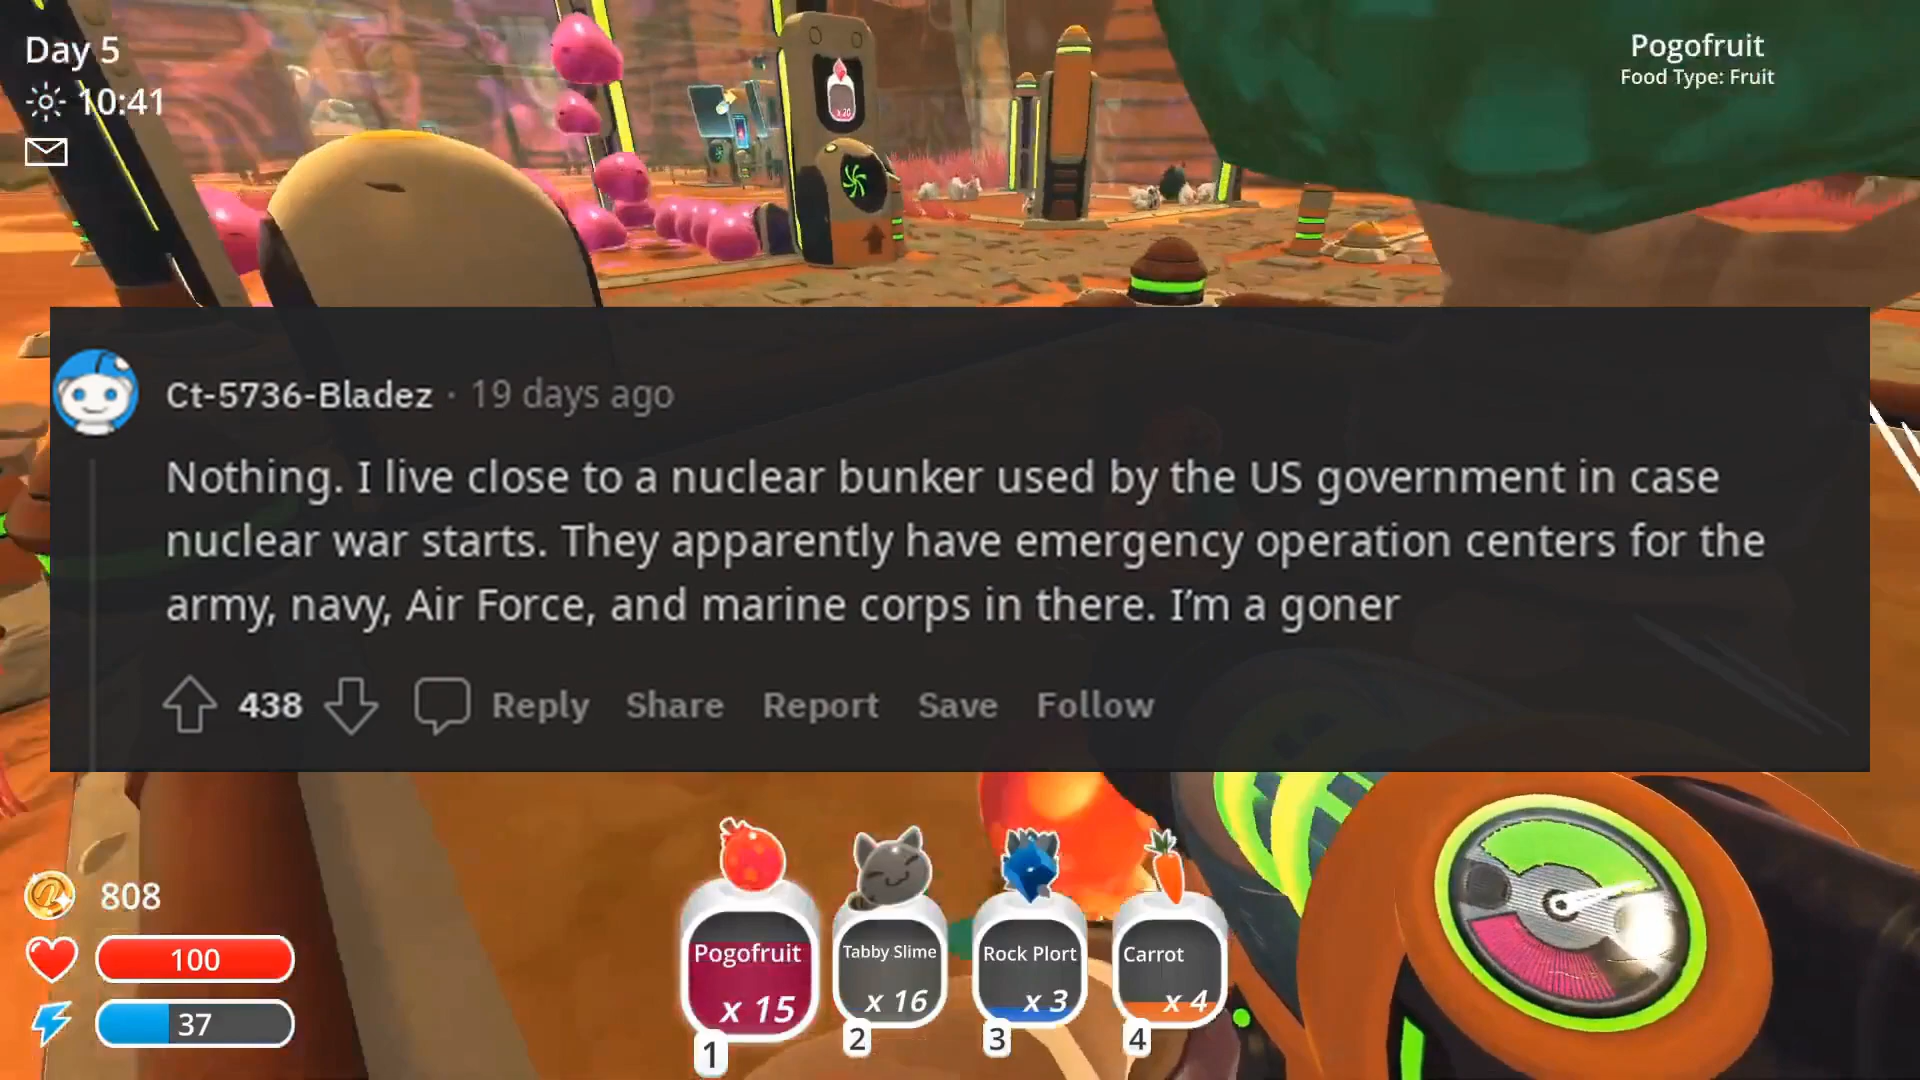 Day 5
10:41
Pogofruit
Food Type: Fruit
x 20
Ct-5736-Bladez · 19 days ago
Nothing. I live close to a nuclear bunker used by the US government in case
nuclear war starts. They apparently have emergency operation centers for the
army, navy, Air Force, and marine corps in there. I’m a goner
438 Reply Share Report Save Follow
808
100
37
Pogofruit
x 15
1
Tabby Slime
x 16
2
Rock Plort
x 3
3
Carrot
x 4
4